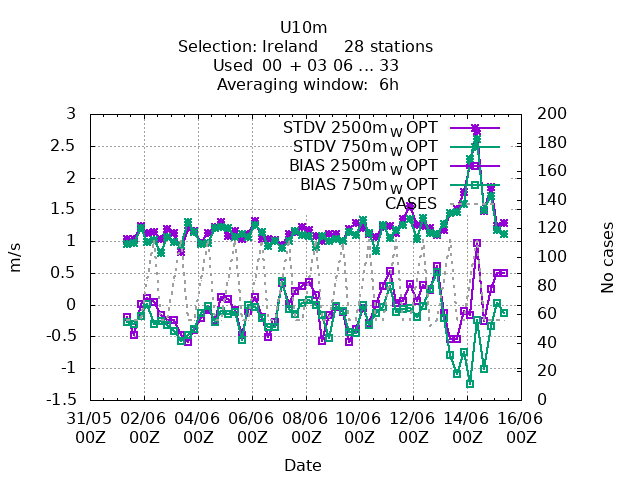 U10m
Selection: Ireland 28 stations
Used 00 + 03 06 ... 33
Averaging window: 6h
STDV 2500m_W OPT
STDV 750m_W OPT
BIAS 2500m_W OPT
BIAS 750m_W OPT
CASES
3
2.5
2
1.5
1
0.5
0
-0.5
-1
-1.5
m/s
200
180
160
140
120
100
80
60
40
20
0
No cases
31/05 02/06 04/06 06/06 08/06 10/06 12/06 14/06 16/06
00Z 00Z 00Z 00Z 00Z 00Z 00Z 00Z 00Z
Date